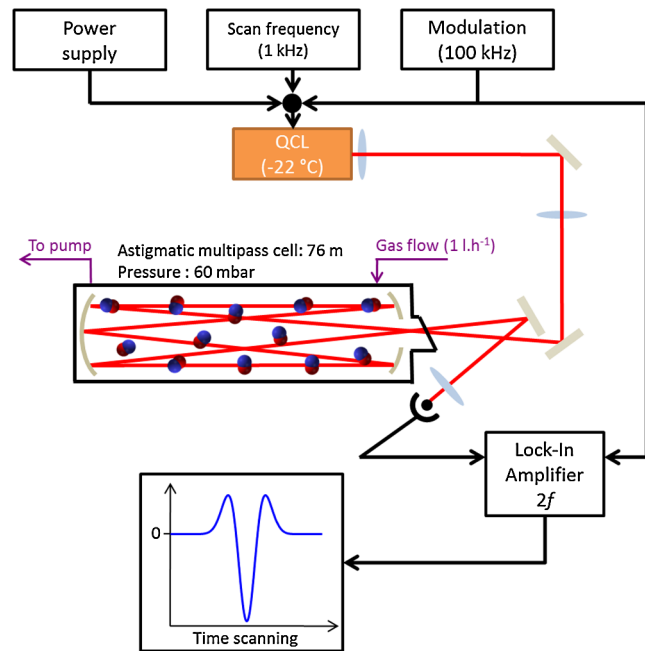 Power
supply
Scan frequency
(1 kHz)
Modulation
(100 kHz)
QCL
(-22 °C)
To pump
Astigmatic multipass cell: 76 m
Pressure : 60 mbar
Gas flow (1 l.h⁻¹)
Lock-In
Amplifier
2f
0
Time scanning